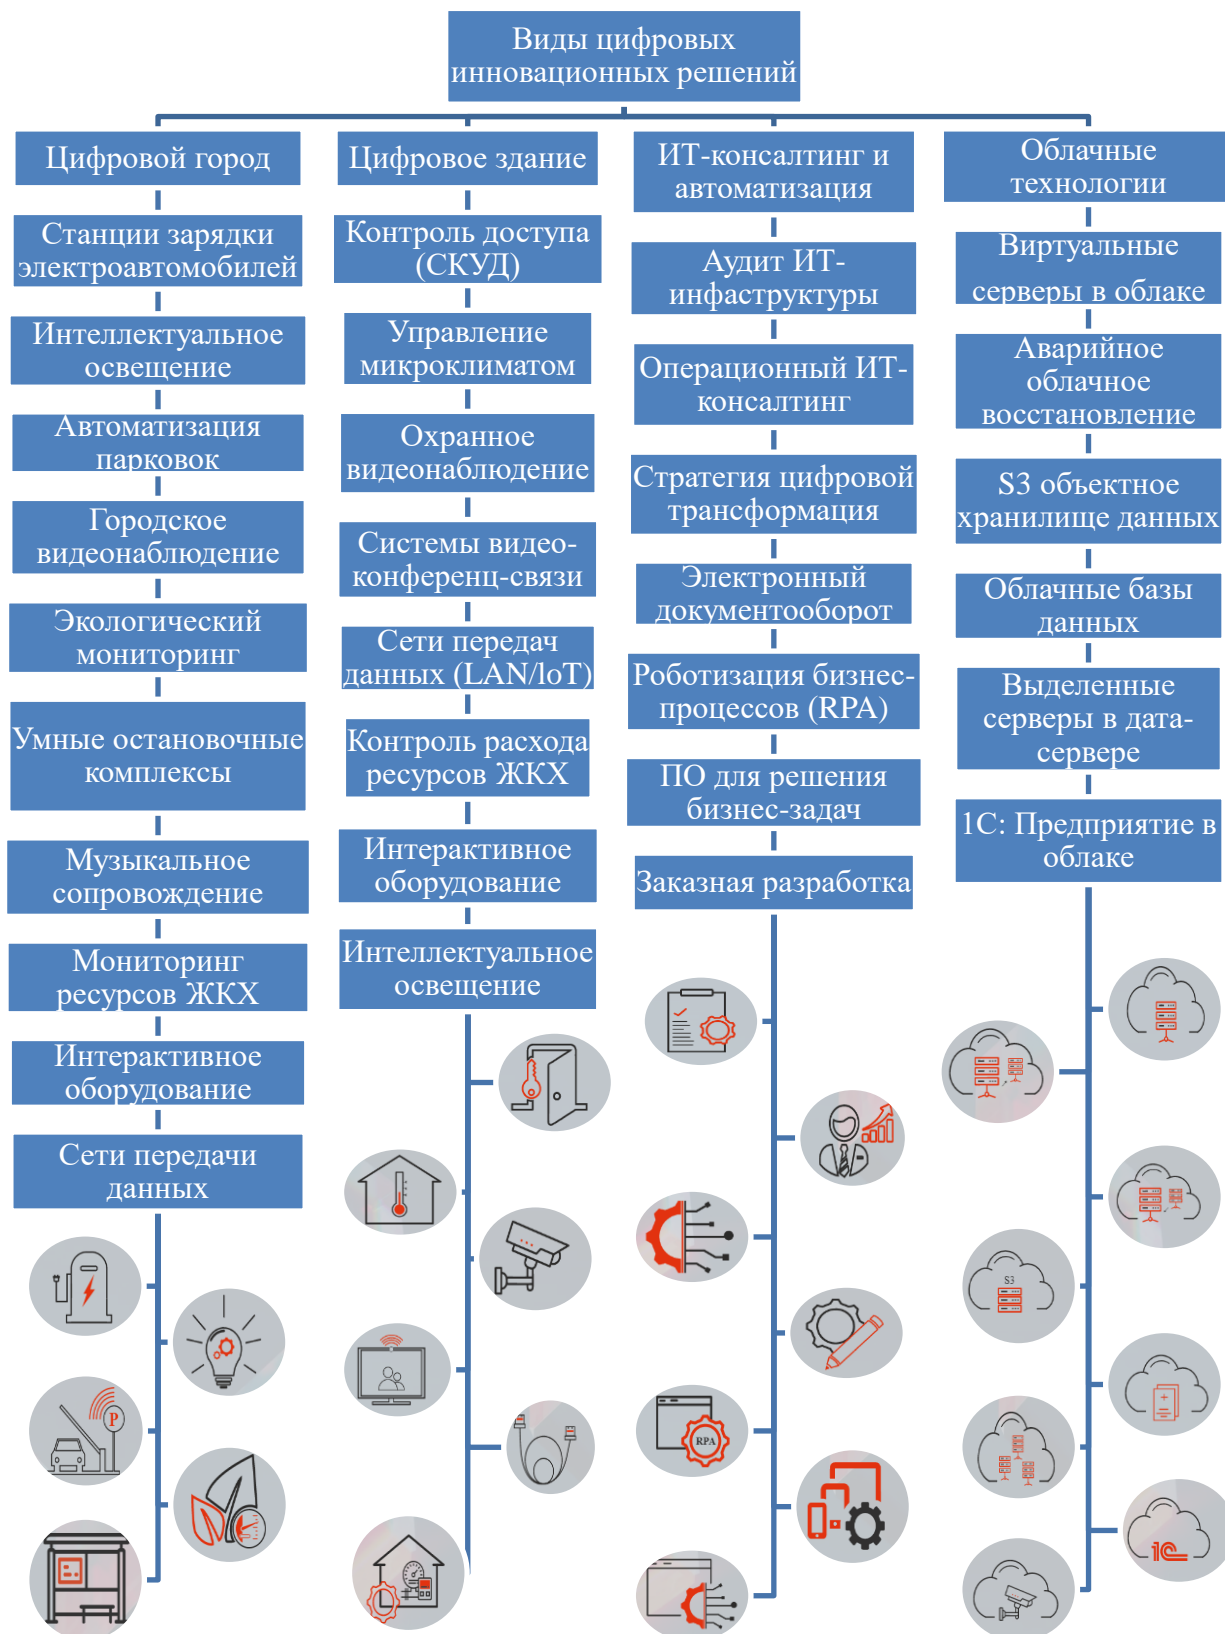 Виды цифровых
инновационных решений
Цифровой город
Станции зарядки
электроавтомобилей
Интеллектуальное
освещение
Автоматизация
парковок
Городское
видеонаблюдение
Экологический
мониторинг
Умные остановочные
комплексы
Музыкальное
сопровождение
Мониторинг
ресурсов ЖКХ
Интерактивное
оборудование
Сети передачи
данных
P
Цифровое здание
Контроль доступа
(СКУД)
Управление
микроклиматом
Охранное
видеонаблюдение
Системы видео-
конференц-связи
Сети передач
данных (LAN/loT)
Контроль расхода
ресурсов ЖКХ
Интерактивное
оборудование
Интеллектуальное
освещение
ИТ-консалтинг и
автоматизация
Аудит ИТ-
инфаструктуры
Операционный ИТ-
консалтинг
Стратегия цифровой
трансформация
Электронный
документооборот
Роботизация бизнес-
процессов (RPA)
ПО для решения
бизнес-задач
Заказная разработка
RPA
Облачные
технологии
Виртуальные
серверы в облаке
Аварийное
облачное
восстановление
S3 объектное
хранилище данных
Облачные базы
данных
Выделенные
серверы в дата-
сервере
1С: Предприятие в
облаке
S3
1С